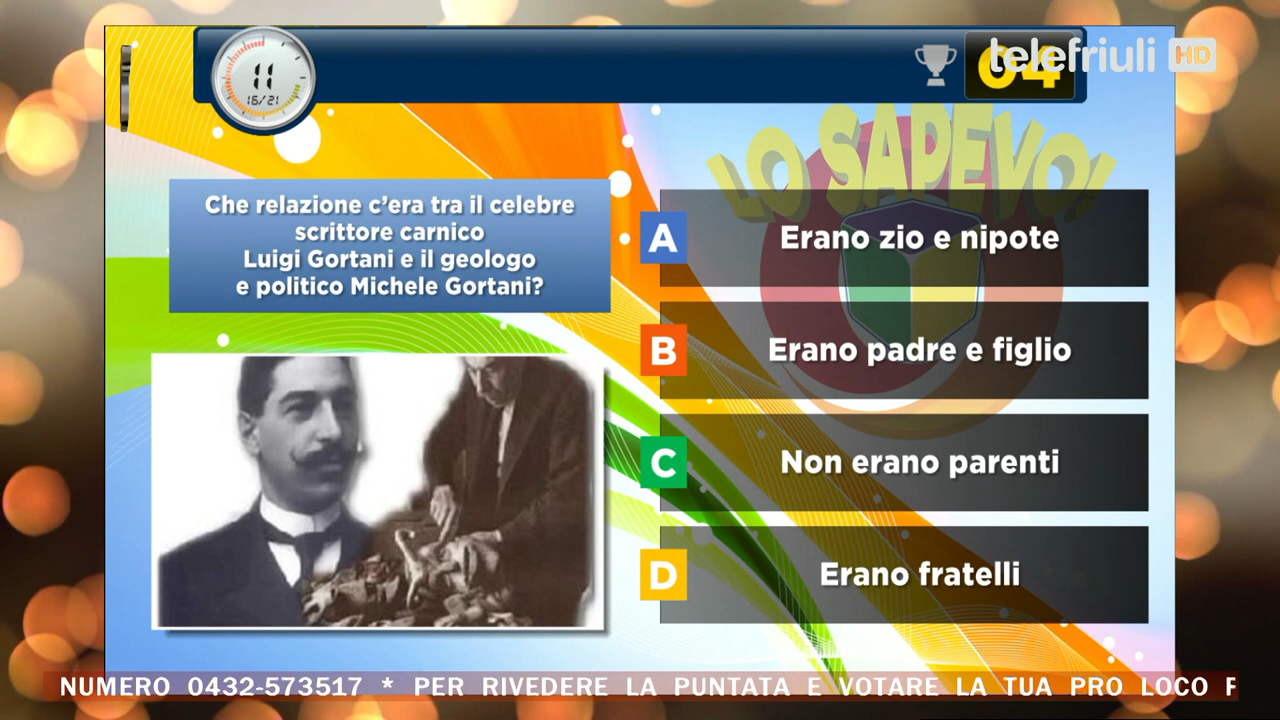 11
16/21
04
telefriuli HD
LO SAPEVO!
Che relazione c’era tra il celebre
scrittore carnico
Luigi Gortani e il geologo
e politico Michele Gortani?
A Erano zio e nipote
B Erano padre e figlio
C Non erano parenti
D Erano fratelli
NUMERO 0432-573517 * PER RIVEDERE LA PUNTATA E VOTARE LA TUA PRO LOCO